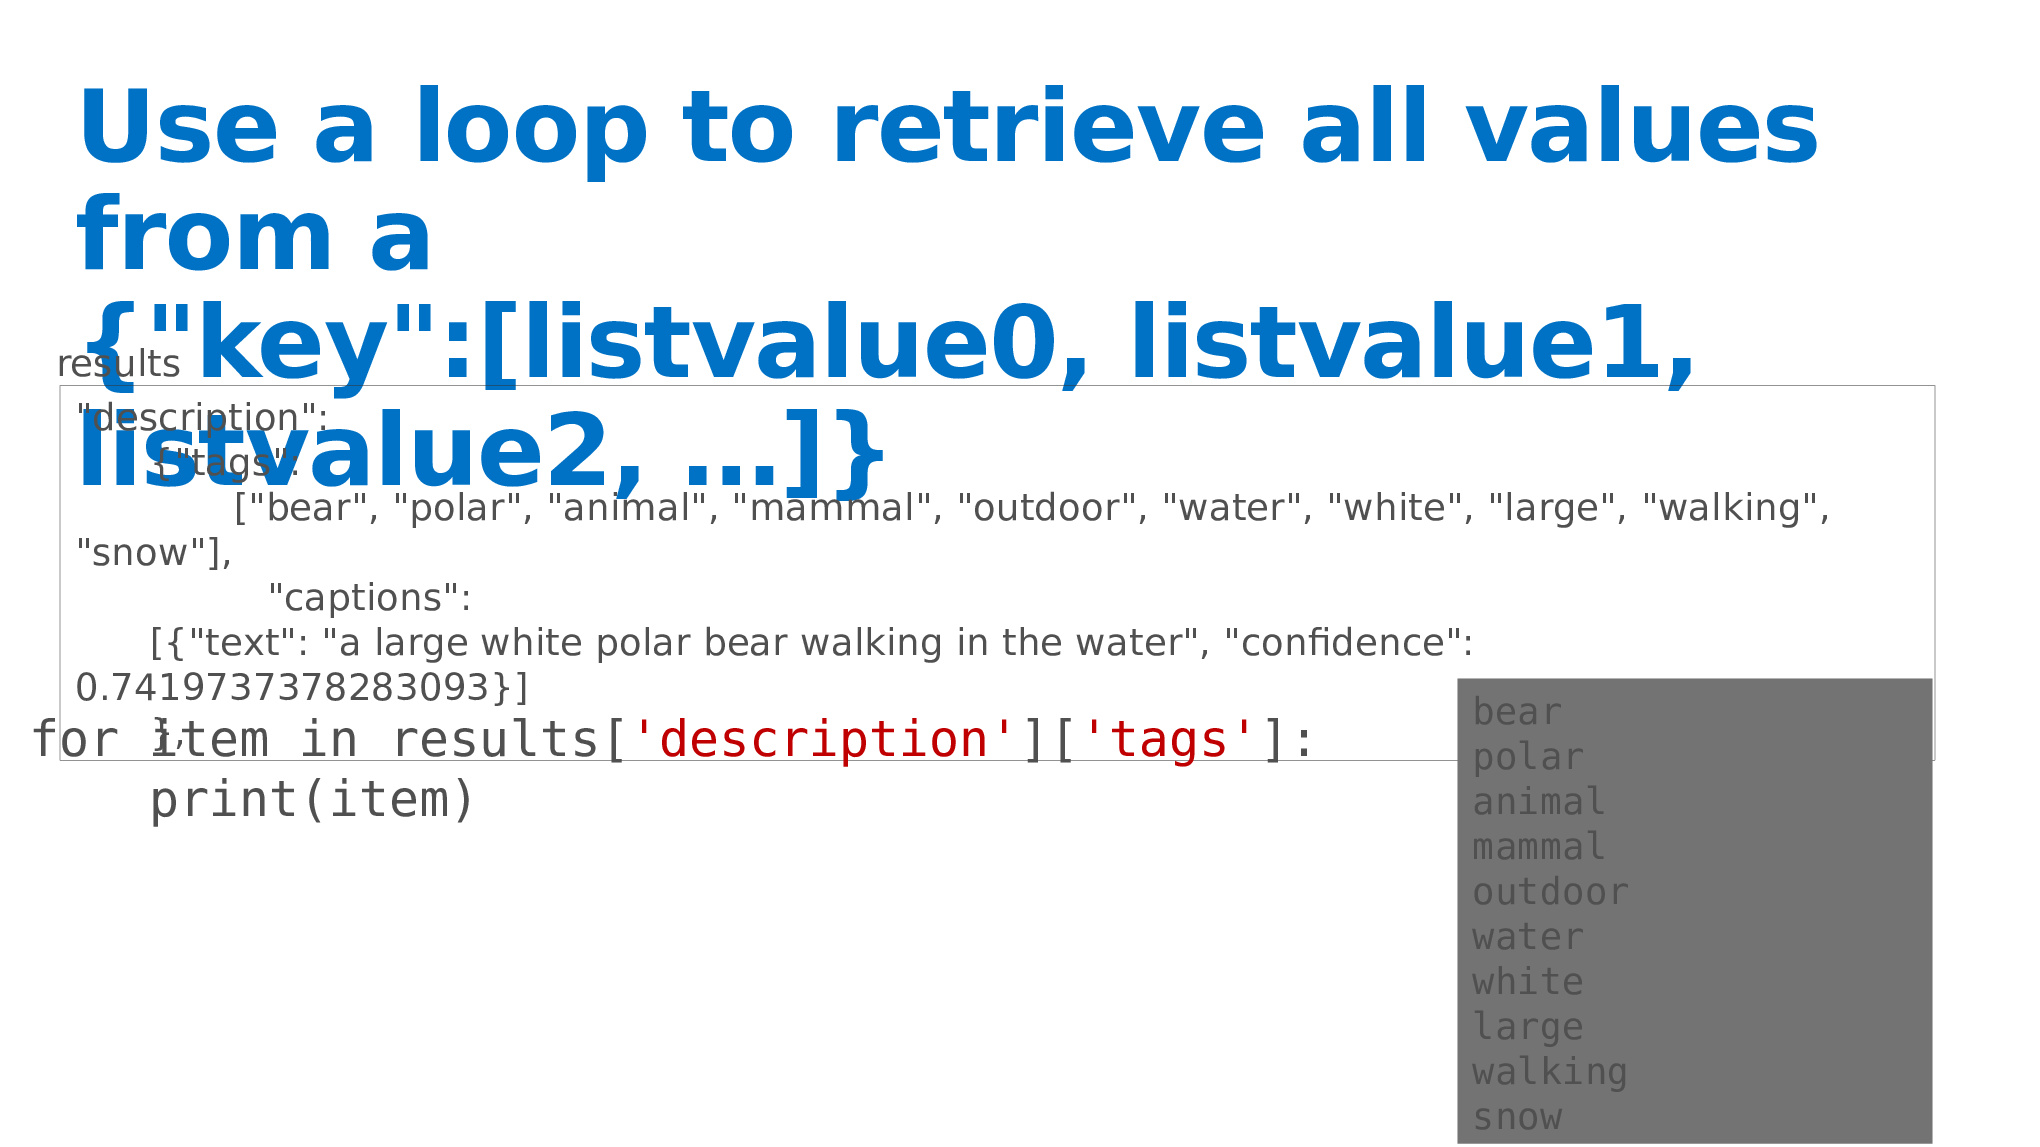 Use a loop to retrieve all values
from a
{"key":[listvalue0, listvalue1,
listvalue2, …]}
results
"description":
{"tags":
["bear", "polar", "animal", "mammal", "outdoor", "water", "white", "large", "walking",
"snow"],
"captions":
[{"text": "a large white polar bear walking in the water", "confidence":
0.7419737378283093}]
},
for item in results['description']['tags']:
print(item)
bear
polar
animal
mammal
outdoor
water
white
large
walking
snow